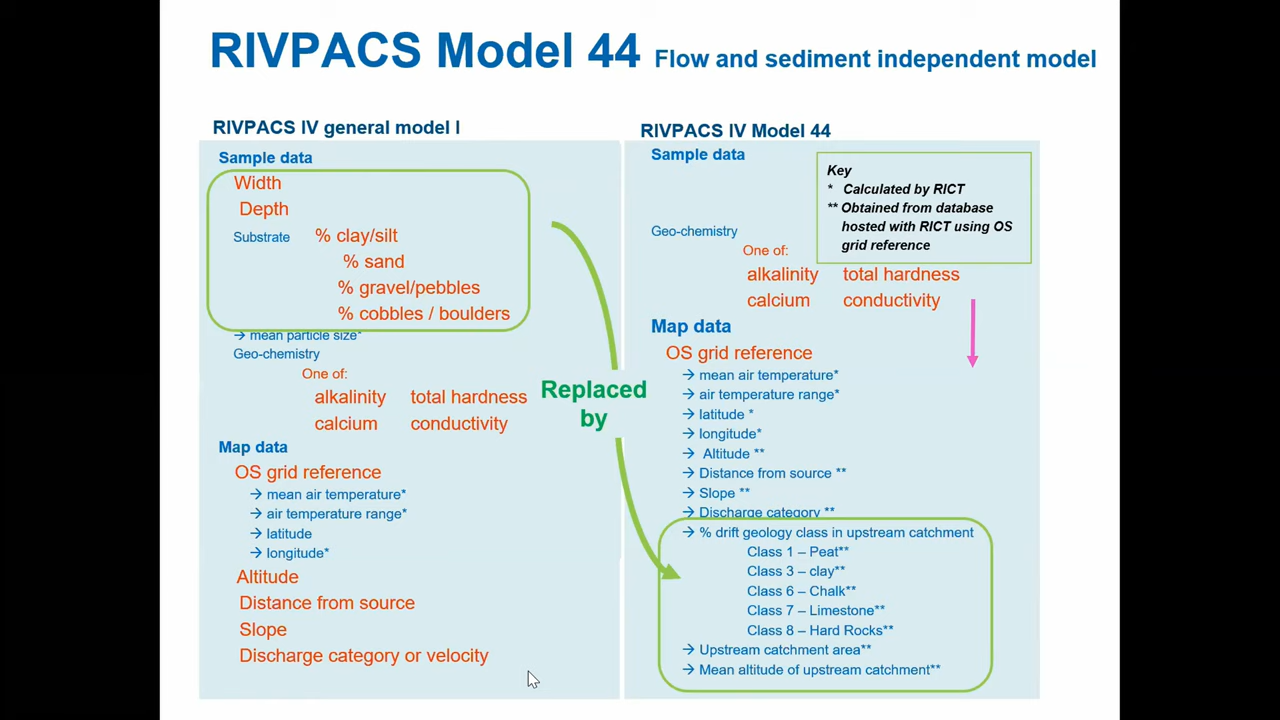 RIVPACS Model 44 Flow and sediment independent model
RIVPACS IV general model I
Sample data
Width
Depth
Substrate % clay/silt
% sand
% gravel/pebbles
% cobbles / boulders
→ mean particle size*
Geo-chemistry
One of:
alkalinity total hardness
calcium conductivity
Map data
OS grid reference
→ mean air temperature*
→ air temperature range*
→ latitude
→ longitude*
Altitude
Distance from source
Slope
Discharge category or velocity
Replaced
by
RIVPACS IV Model 44
Sample data
Key
* Calculated by RICT
** Obtained from database
hosted with RICT using OS
grid reference
Geo-chemistry
One of:
alkalinity total hardness
calcium conductivity
Map data
OS grid reference
→ mean air temperature*
→ air temperature range*
→ latitude *
→ longitude*
→ Altitude **
→ Distance from source **
→ Slope **
→ Discharge category **
→ % drift geology class in upstream catchment
Class 1 – Peat**
Class 3 – clay**
Class 6 – Chalk**
Class 7 – Limestone**
Class 8 – Hard Rocks**
→ Upstream catchment area**
→ Mean altitude of upstream catchment**